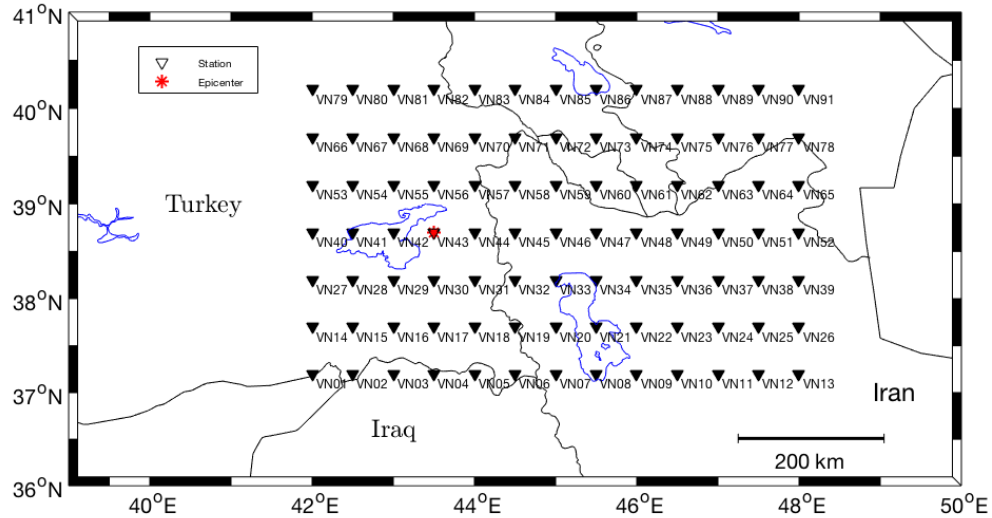 41°N
Station
Epicenter
VN79 VN80 VN81 VN82 VN83 VN84 VN85 VN86 VN87 VN88 VN89 VN90 VN91
40°N
VN66 VN67 VN68 VN69 VN70 VN71 VN72 VN73 VN74 VN75 VN76 VN77 VN78
VN53 VN54 VN55 VN56 VN57 VN58 VN59 VN60 VN61 VN62 VN63 VN64 VN65
39°N
Turkey
VN40 VN41 VN42 VN43 VN44 VN45 VN46 VN47 VN48 VN49 VN50 VN51 VN52
38°N
VN27 VN28 VN29 VN30 VN31 VN32 VN33 VN34 VN35 VN36 VN37 VN38 VN39
VN14 VN15 VN16 VN17 VN18 VN19 VN20 VN21 VN22 VN23 VN24 VN25 VN26
37°N
VN01 VN02 VN03 VN04 VN05 VN06 VN07 VN08 VN09 VN10 VN11 VN12 VN13
Iran
Iraq
200 km
36°N
40°E 42°E 44°E 46°E 48°E 50°E